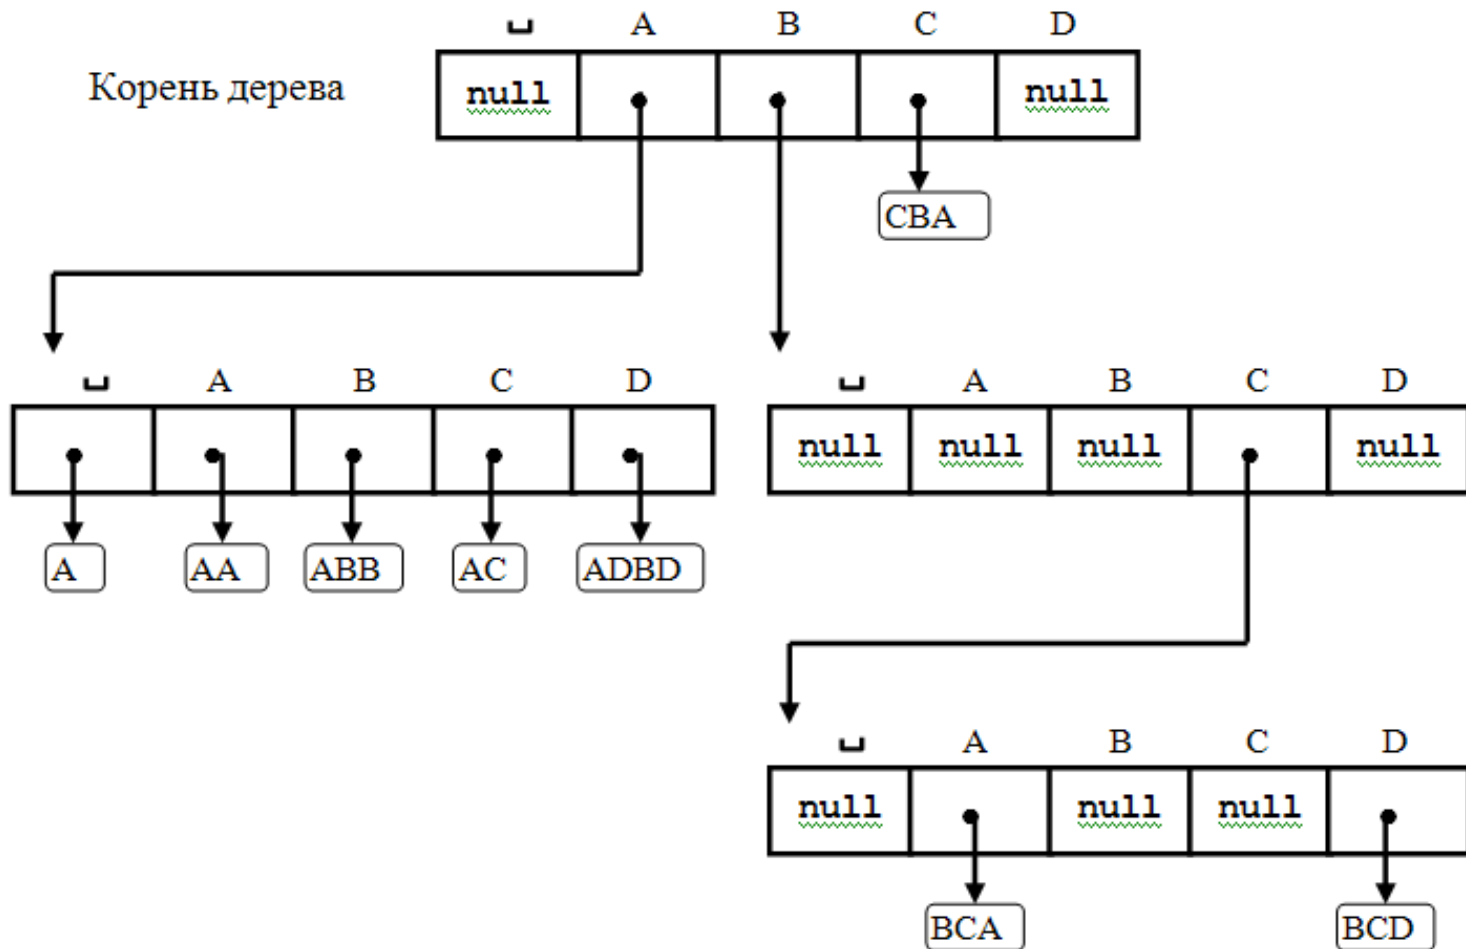 ␣ A B C D
Корень дерева null null
CBA
␣ A B C D ␣ A B C D
null null null null
A AA ABB AC ADBD
␣ A B C D
null null null
BCA BCD